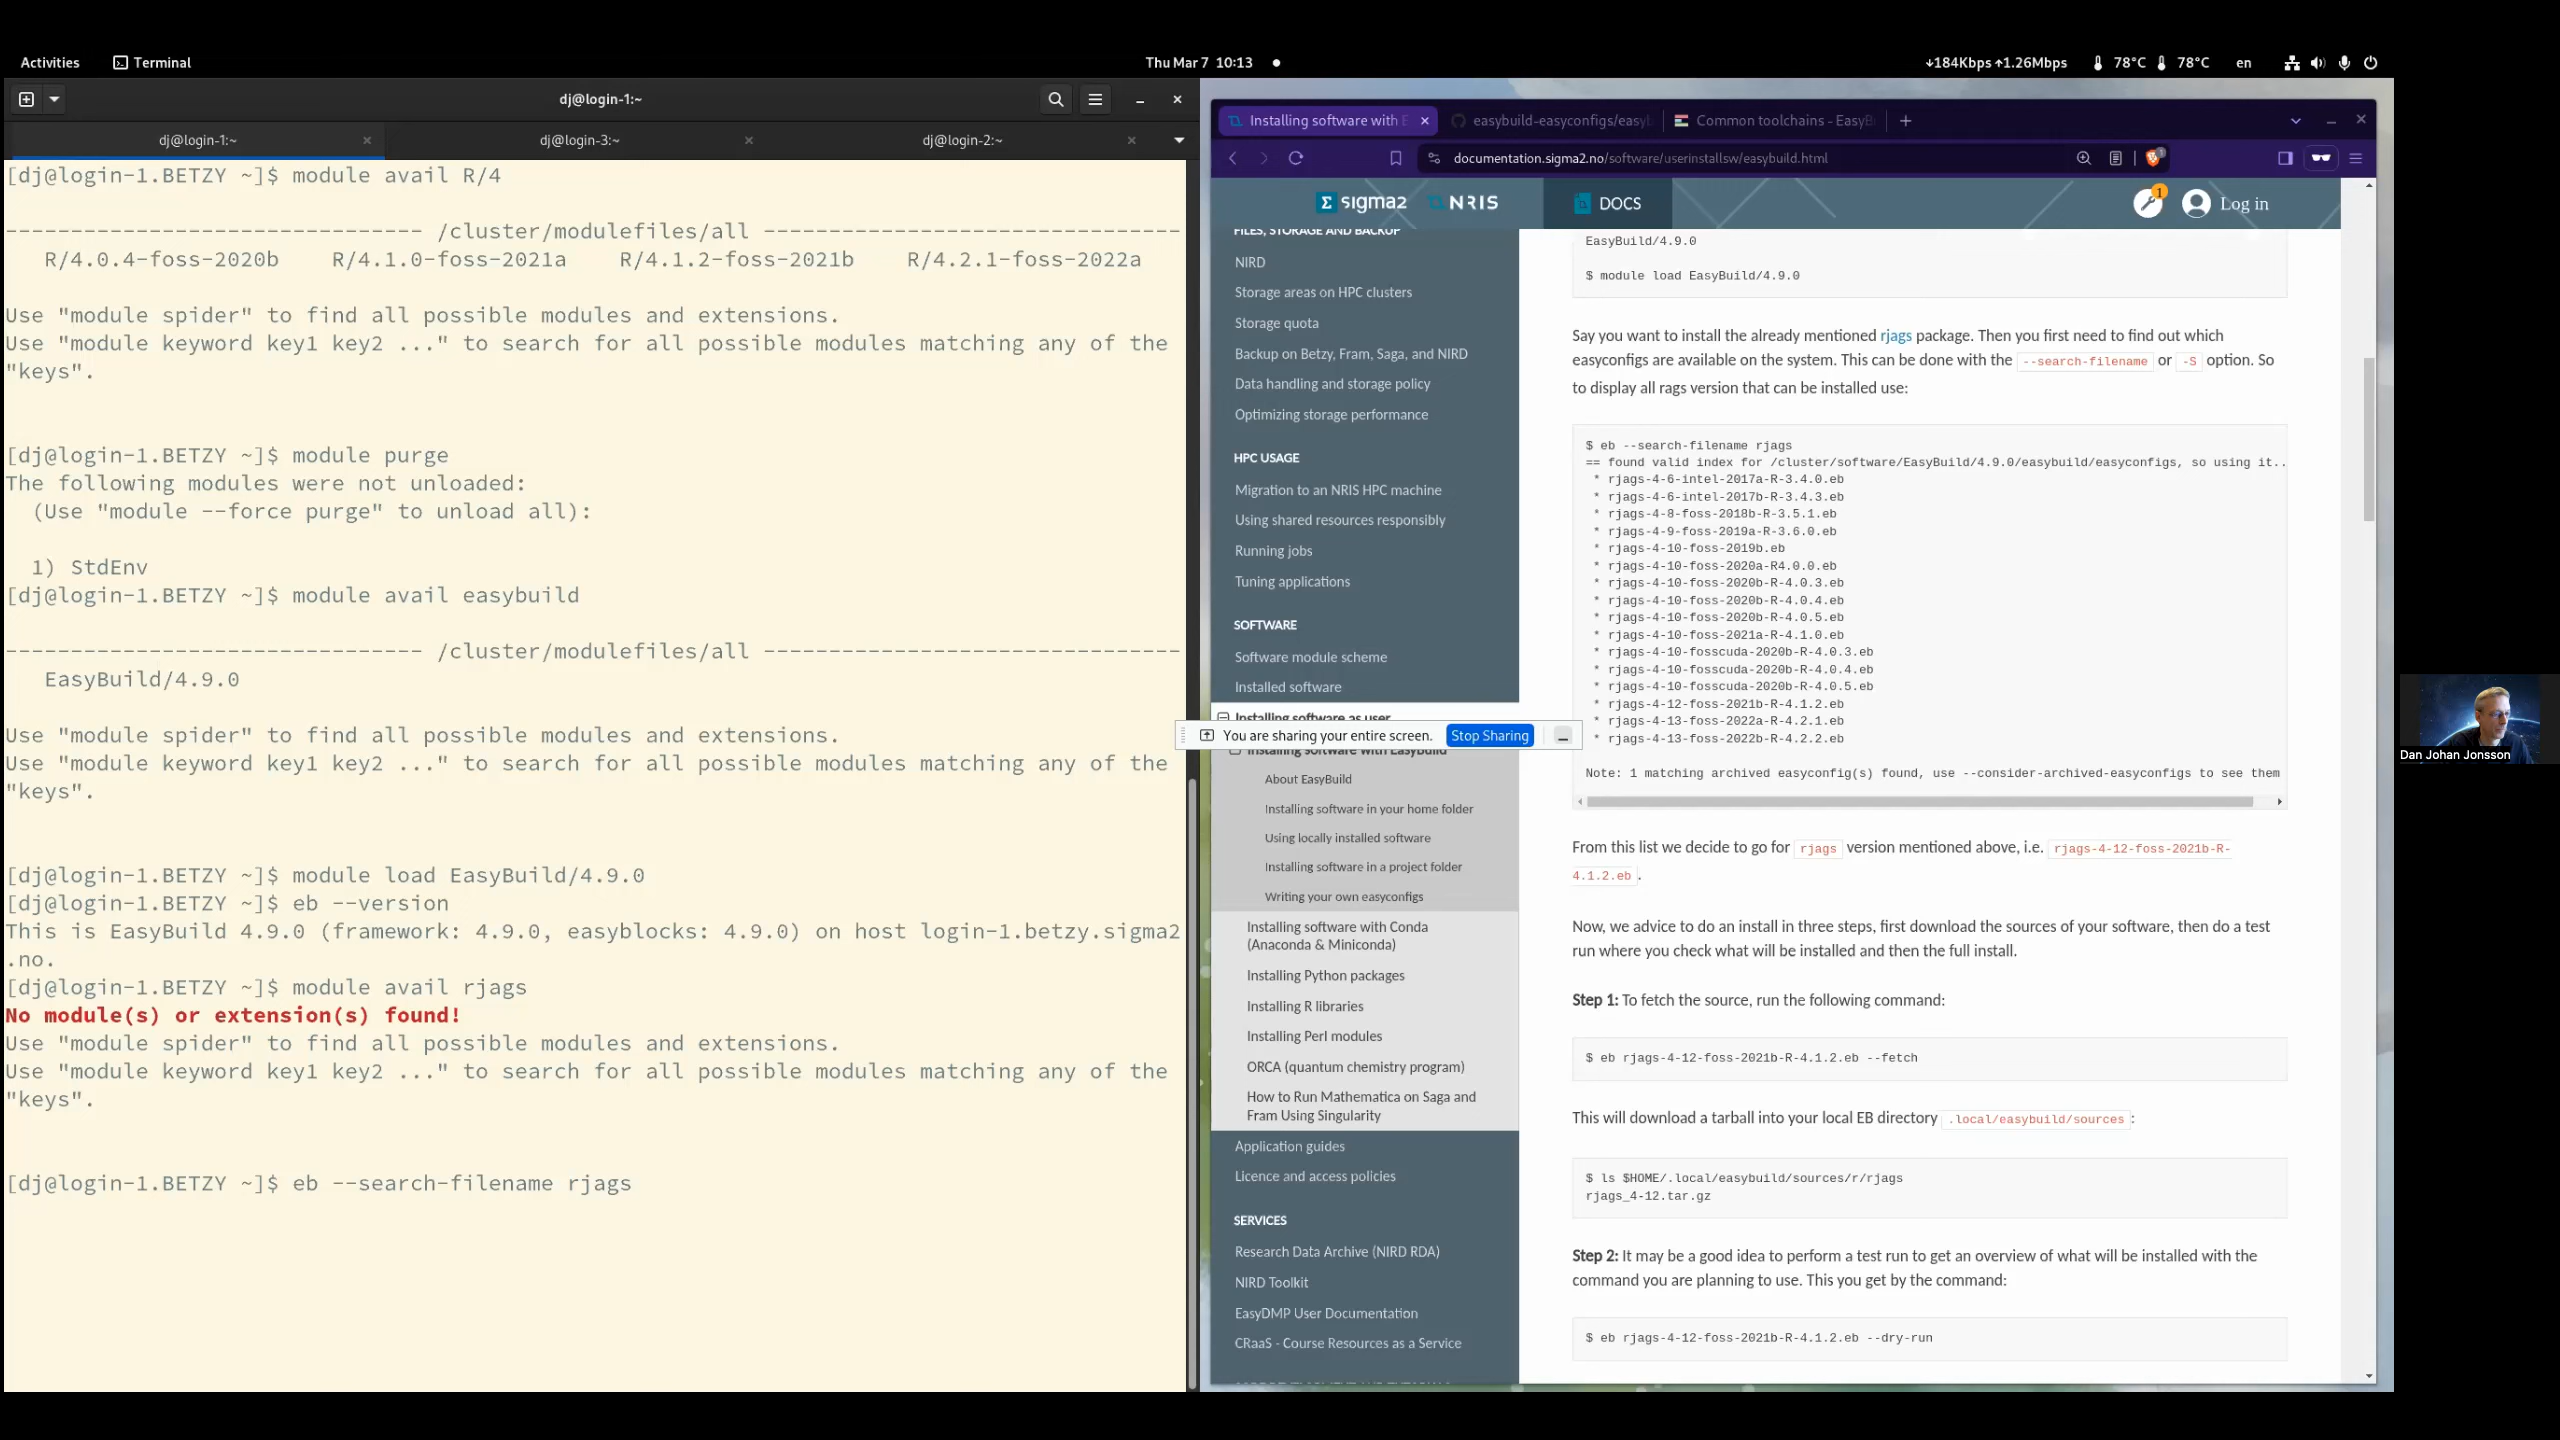 Activities Terminal Thu Mar 7 10:13 ↓184Kbps ↑1.26Mbps 78°C 78°C en
dj@login-1:~
dj@login-1:~ dj@login-3:~ dj@login-2:~
[dj@login-1.BETZY ~]$ module avail R/4
------------------------------ /cluster/modulefiles/all ------------------------------
R/4.0.4-foss-2020b R/4.1.0-foss-2021a R/4.1.2-foss-2021b R/4.2.1-foss-2022a
Use "module spider" to find all possible modules and extensions.
Use "module keyword key1 key2 ..." to search for all possible modules matching any of the
"keys".
[dj@login-1.BETZY ~]$ module purge
The following modules were not unloaded:
(Use "module --force purge" to unload all):
1) StdEnv
[dj@login-1.BETZY ~]$ module avail easybuild
------------------------------ /cluster/modulefiles/all ------------------------------
EasyBuild/4.9.0
Use "module spider" to find all possible modules and extensions.
Use "module keyword key1 key2 ..." to search for all possible modules matching any of the
"keys".
[dj@login-1.BETZY ~]$ module load EasyBuild/4.9.0
[dj@login-1.BETZY ~]$ eb --version
This is EasyBuild 4.9.0 (framework: 4.9.0, easyblocks: 4.9.0) on host login-1.betzy.sigma2
.no.
[dj@login-1.BETZY ~]$ module avail rjags
No module(s) or extension(s) found!
Use "module spider" to find all possible modules and extensions.
Use "module keyword key1 key2 ..." to search for all possible modules matching any of the
"keys".
[dj@login-1.BETZY ~]$ eb --search-filename rjags
Installing software with E easybuild-easyconfigs/easyb Common toolchains - EasyB
documentation.sigma2.no/software/userinstallsw/easybuild.html
sigma2 NRIS DOCS 1 Log in
FILES, STORAGE AND BACKUP
NIRD
Storage areas on HPC clusters
Storage quota
Backup on Betzy, Fram, Saga, and NIRD
Data handling and storage policy
Optimizing storage performance
HPC USAGE
Migration to an NRIS HPC machine
Using shared resources responsibly
Running jobs
Tuning applications
SOFTWARE
Software module scheme
Installed software
Installing software as user
You are sharing your entire screen. Stop Sharing
Installing software with EasyBuild
About EasyBuild
Installing software in your home folder
Using locally installed software
Installing software in a project folder
Writing your own easyconfigs
Installing software with Conda
(Anaconda & Miniconda)
Installing Python packages
Installing R libraries
Installing Perl modules
ORCA (quantum chemistry program)
How to Run Mathematica on Saga and
Fram Using Singularity
Application guides
Licence and access policies
SERVICES
Research Data Archive (NIRD RDA)
NIRD Toolkit
EasyDMP User Documentation
CRaaS - Course Resources as a Service
EasyBuild/4.9.0
$ module load EasyBuild/4.9.0
Say you want to install the already mentioned rjags package. Then you first need to find out which
easyconfigs are available on the system. This can be done with the --search-filename or -S option. So
to display all rags version that can be installed use:
$ eb --search-filename rjags
== found valid index for /cluster/software/EasyBuild/4.9.0/easybuild/easyconfigs, so using it..
* rjags-4-6-intel-2017a-R-3.4.0.eb
* rjags-4-6-intel-2017b-R-3.4.3.eb
* rjags-4-8-foss-2018b-R-3.5.1.eb
* rjags-4-9-foss-2019a-R-3.6.0.eb
* rjags-4-10-foss-2019b.eb
* rjags-4-10-foss-2020a-R4.0.0.eb
* rjags-4-10-foss-2020b-R-4.0.3.eb
* rjags-4-10-foss-2020b-R-4.0.4.eb
* rjags-4-10-foss-2020b-R-4.0.5.eb
* rjags-4-10-foss-2021a-R-4.1.0.eb
* rjags-4-10-fosscuda-2020b-R-4.0.3.eb
* rjags-4-10-fosscuda-2020b-R-4.0.4.eb
* rjags-4-10-fosscuda-2020b-R-4.0.5.eb
* rjags-4-12-foss-2021b-R-4.1.2.eb
* rjags-4-13-foss-2022a-R-4.2.1.eb
* rjags-4-13-foss-2022b-R-4.2.2.eb
Note: 1 matching archived easyconfig(s) found, use --consider-archived-easyconfigs to see them
From this list we decide to go for rjags version mentioned above, i.e. rjags-4-12-foss-2021b-R-
4.1.2.eb .
Now, we advice to do an install in three steps, first download the sources of your software, then do a test
run where you check what will be installed and then the full install.
Step 1: To fetch the source, run the following command:
$ eb rjags-4-12-foss-2021b-R-4.1.2.eb --fetch
This will download a tarball into your local EB directory .local/easybuild/sources :
$ ls $HOME/.local/easybuild/sources/r/rjags
rjags_4-12.tar.gz
Step 2: It may be a good idea to perform a test run to get an overview of what will be installed with the
command you are planning to use. This you get by the command:
$ eb rjags-4-12-foss-2021b-R-4.1.2.eb --dry-run
Dan Johan Jonsson